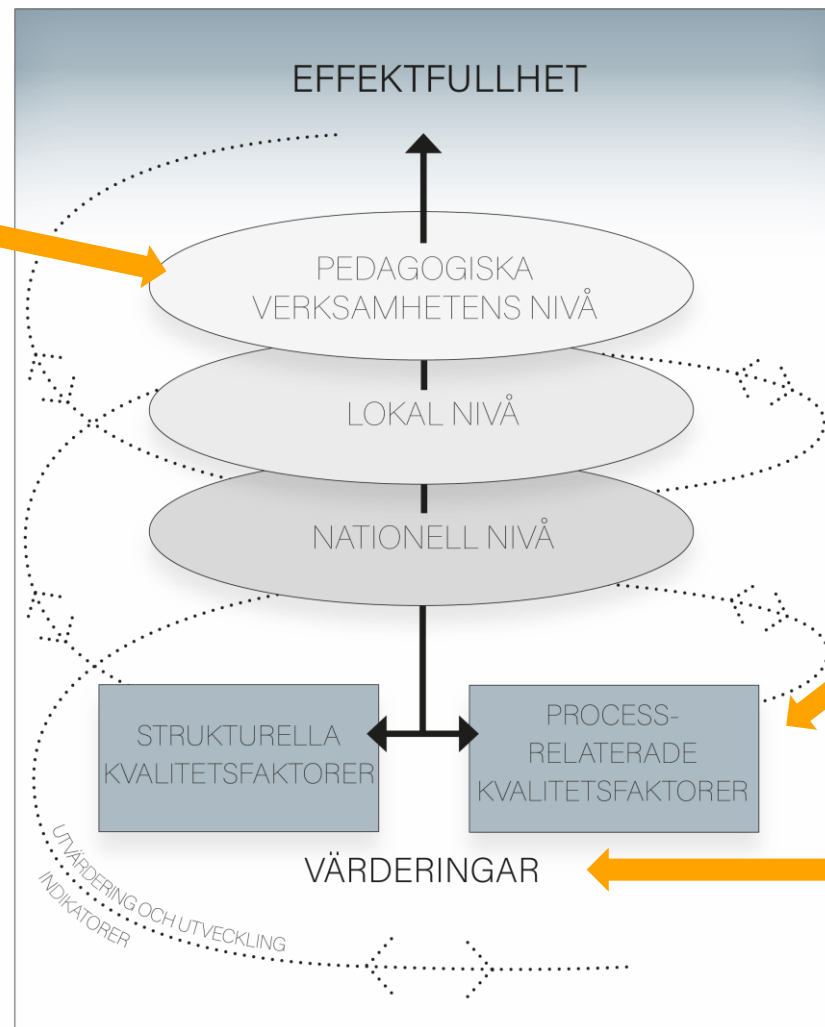 EFFEKTFULLHET
PEDAGOGISKA
VERKSAMHETENS NIVÅ
LOKAL NIVÅ
NATIONELL NIVÅ
STRUKTURELLA
KVALITETSFAKTORER
PROCESS-
RELATERADE
KVALITETSFAKTORER
VÄRDERINGAR
UTVÄRDERING OCH UTVECKLING
INDIKATORER